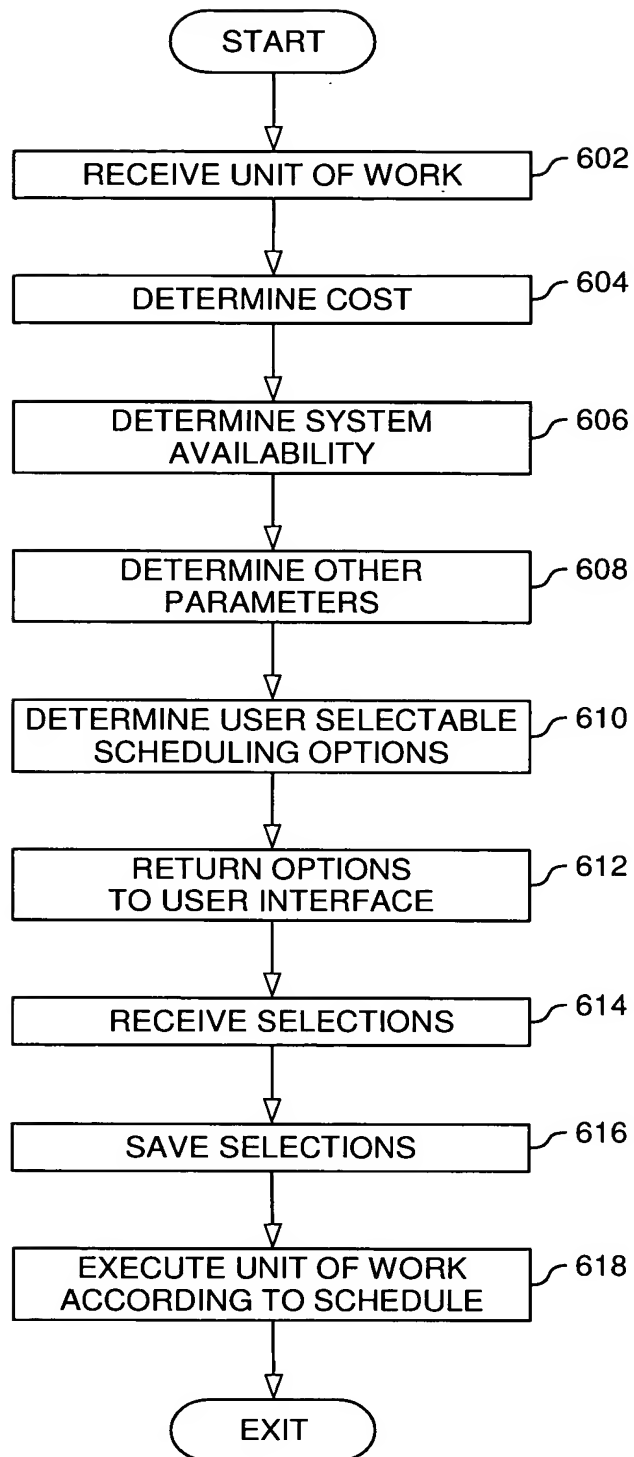 START
RECEIVE UNIT OF WORK
602
DETERMINE COST
604
DETERMINE SYSTEM
AVAILABILITY
606
DETERMINE OTHER
PARAMETERS
608
DETERMINE USER SELECTABLE
SCHEDULING OPTIONS
610
RETURN OPTIONS
TO USER INTERFACE
612
RECEIVE SELECTIONS
614
SAVE SELECTIONS
616
EXECUTE UNIT OF WORK
ACCORDING TO SCHEDULE
618
EXIT